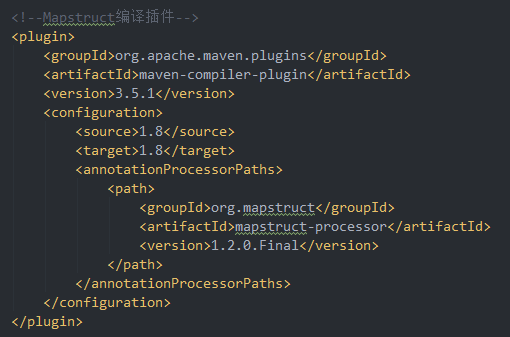 <!--Mapstruct编译插件-->
<plugin>
    <groupId>org.apache.maven.plugins</groupId>
    <artifactId>maven-compiler-plugin</artifactId>
    <version>3.5.1</version>
    <configuration>
        <source>1.8</source>
        <target>1.8</target>
        <annotationProcessorPaths>
            <path>
                <groupId>org.mapstruct</groupId>
                <artifactId>mapstruct-processor</artifactId>
                <version>1.2.0.Final</version>
            </path>
        </annotationProcessorPaths>
    </configuration>
</plugin>